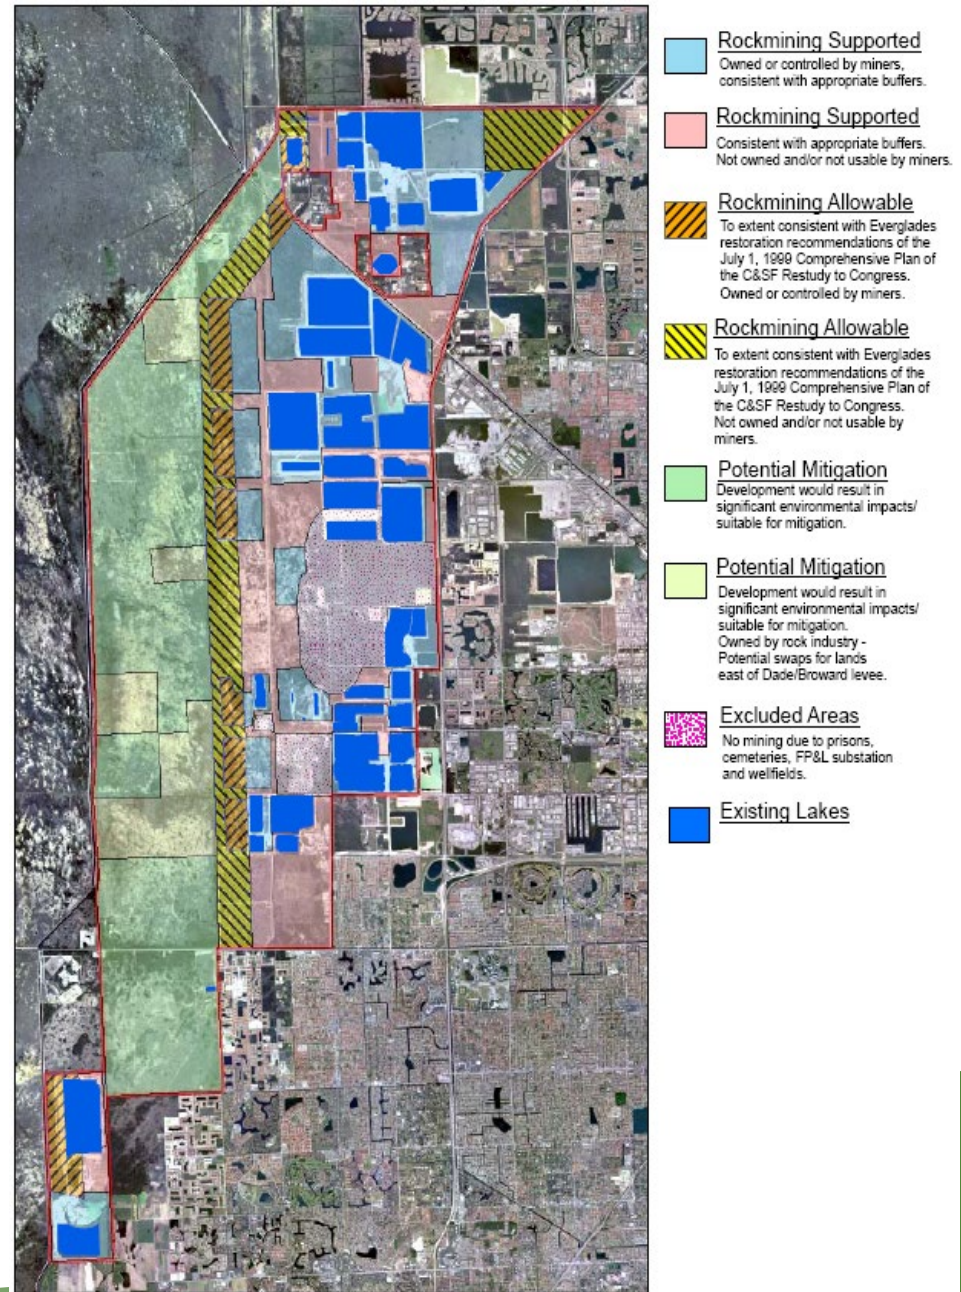 Rockmining Supported
Owned or controlled by miners,
consistent with appropriate buffers.
Rockmining Supported
Consistent with appropriate buffers.
Not owned and/or not usable by miners.
Rockmining Allowable
To extent consistent with Everglades
restoration recommendations of the
July 1, 1999 Comprehensive Plan of
the C&SF Restudy to Congress.
Owned or controlled by miners.
Rockmining Allowable
To extent consistent with Everglades
restoration recommendations of the
July 1, 1999 Comprehensive Plan of
the C&SF Restudy to Congress.
Not owned and/or not usable by
miners.
Potential Mitigation
Development would result in
significant environmental impacts/
suitable for mitigation.
Potential Mitigation
Development would result in
significant environmental impacts/
suitable for mitigation.
Owned by rock industry -
Potential swaps for lands
east of Dade/Broward levee.
Excluded Areas
No mining due to prisons,
cemeteries, FP&L substation
and wellfields.
Existing Lakes